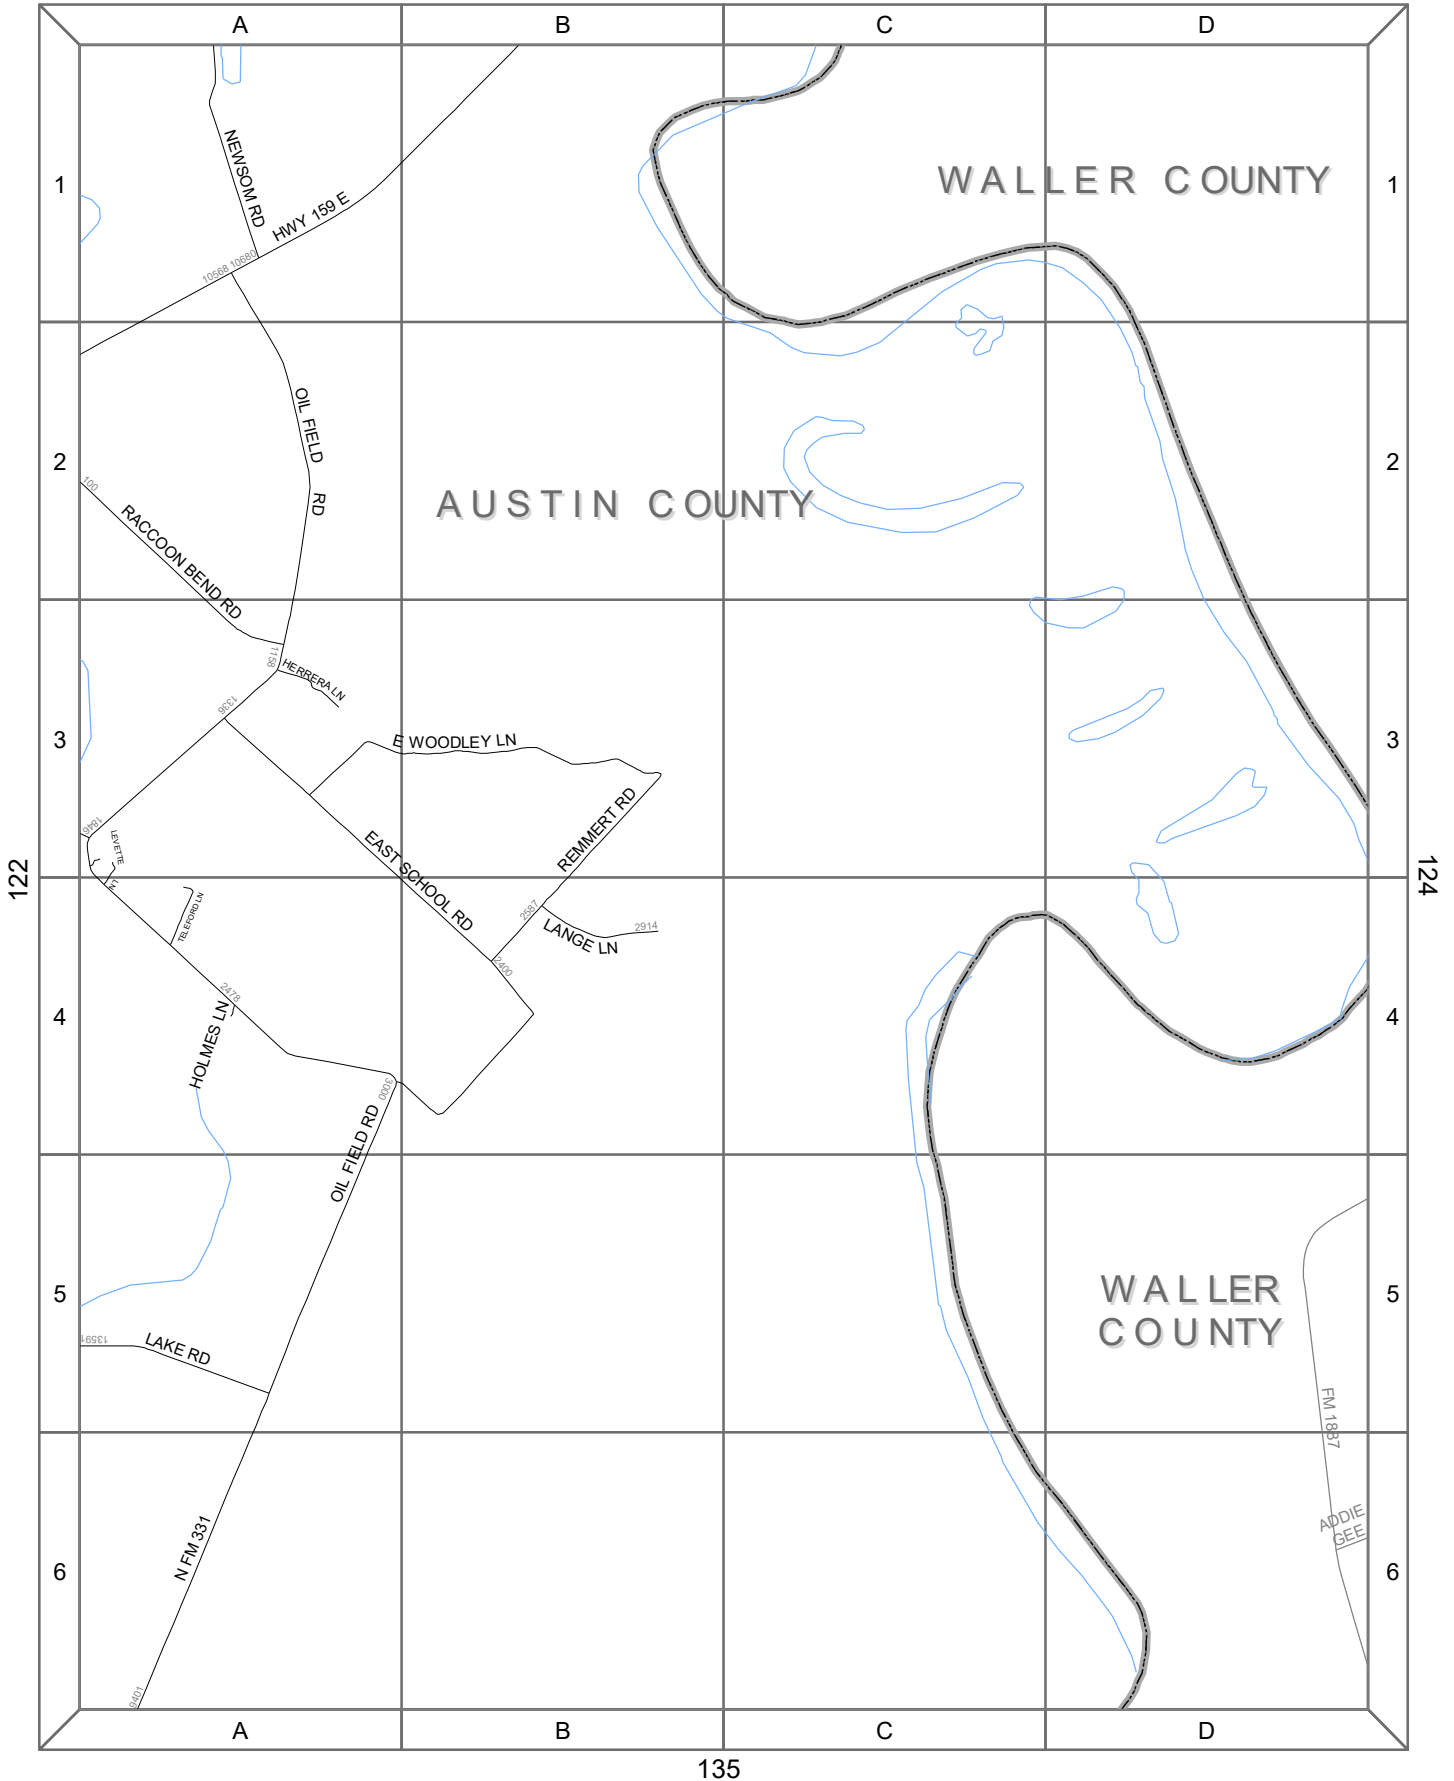 A
B
C
D
1
NEWSOM RD
HWY 159 E
10568
10680
WALLER COUNTY
1
2
OIL FIELD
RD
100
RACCOON BEND RD
AUSTIN COUNTY
2
3
1158
HERRERA LN
1336
E WOODLEY LN
REMMERT RD
EAST SCHOOL RD
1846
LEVETTE
LN
3
122
124
4
TELEFORD LN
2587
LANGE LN
2914
2400
2478
HOLMES LN
3000
OIL FIELD RD
4
5
13591
LAKE RD
WALLER
COUNTY
FM 1887
5
6
N FM 331
9401
ADDIE
GEE
6
A
B
C
D
135